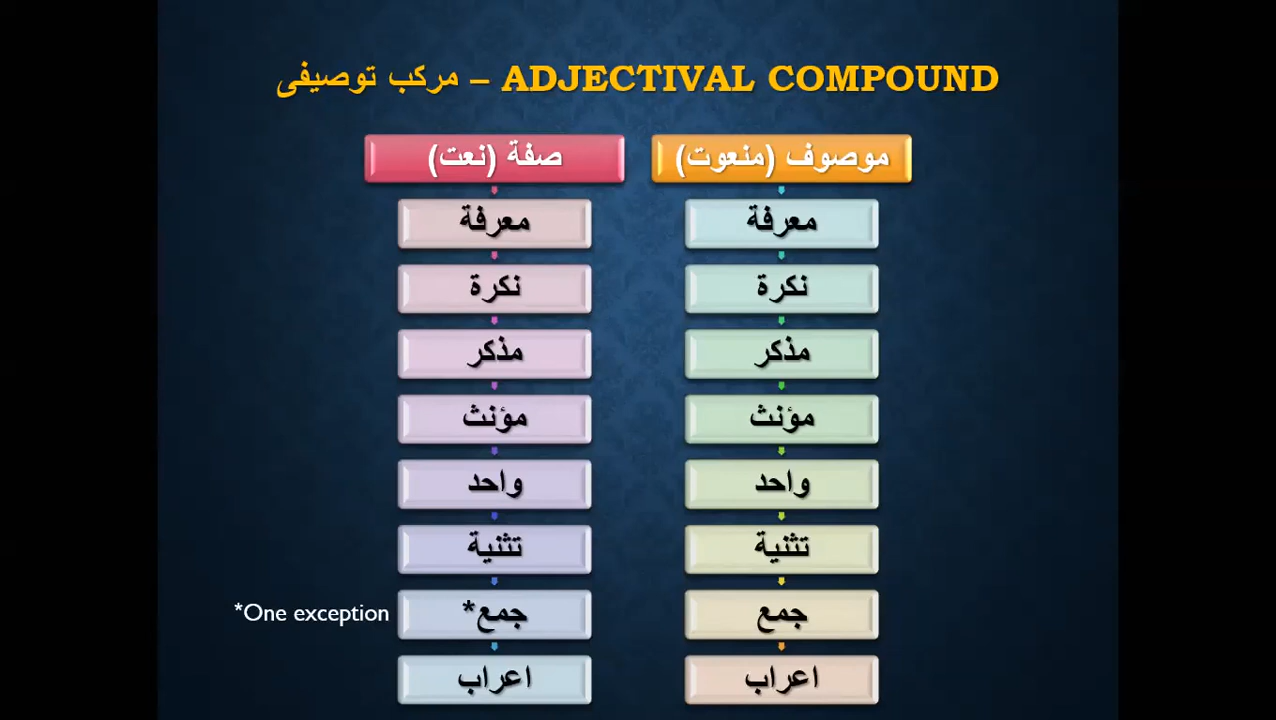 ADJECTIVAL COMPOUND – مركب توصيفى
موصوف (منعوت)
معرفة
نكرة
مذكر
مؤنث
واحد
تثنية
جمع
اعراب
صفة (نعت)
معرفة
نكرة
مذكر
مؤنث
واحد
تثنية
جمع*
اعراب
*One exception